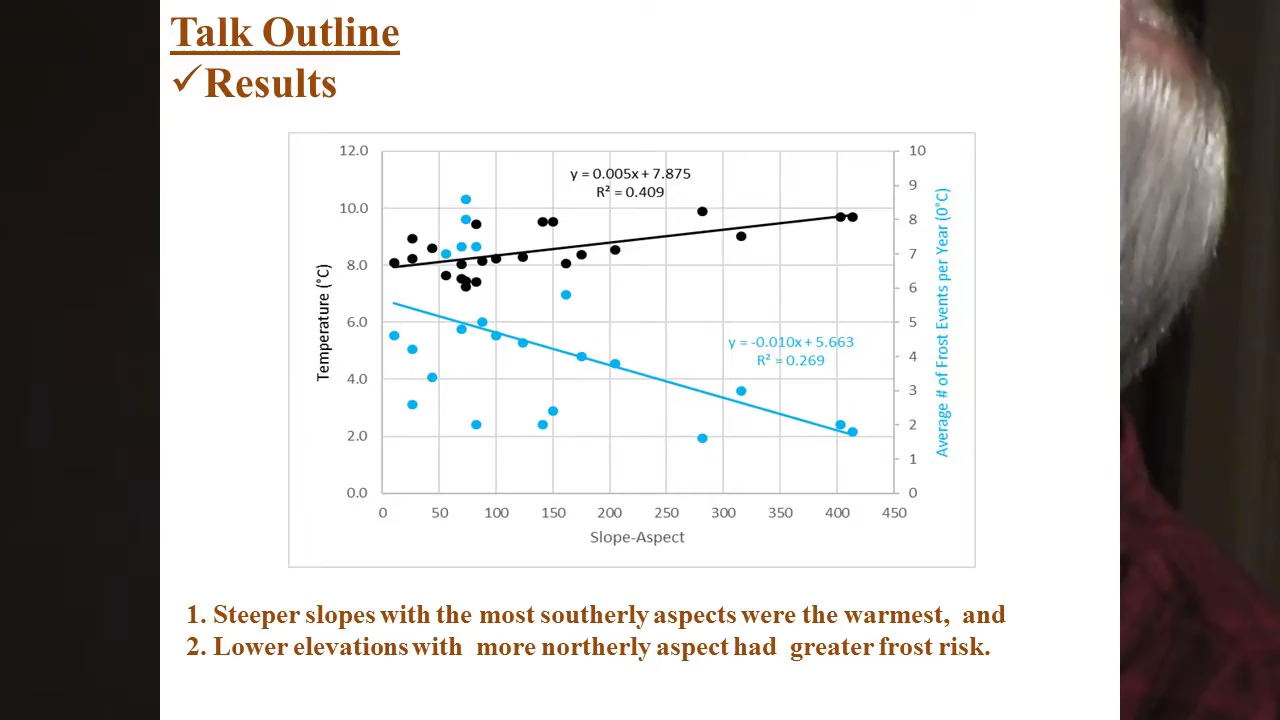 Talk Outline
✓Results
y = 0.005x + 7.875
R² = 0.409
y = -0.010x + 5.663
R² = 0.269
12.0
10.0
8.0
6.0
4.0
2.0
0.0
Temperature (°C)
10
9
8
7
6
5
4
3
2
1
0
Average # of Frost Events per Year (0°C)
0 50 100 150 200 250 300 350 400 450
Slope-Aspect
1. Steeper slopes with the most southerly aspects were the warmest, and
2. Lower elevations with more northerly aspect had greater frost risk.